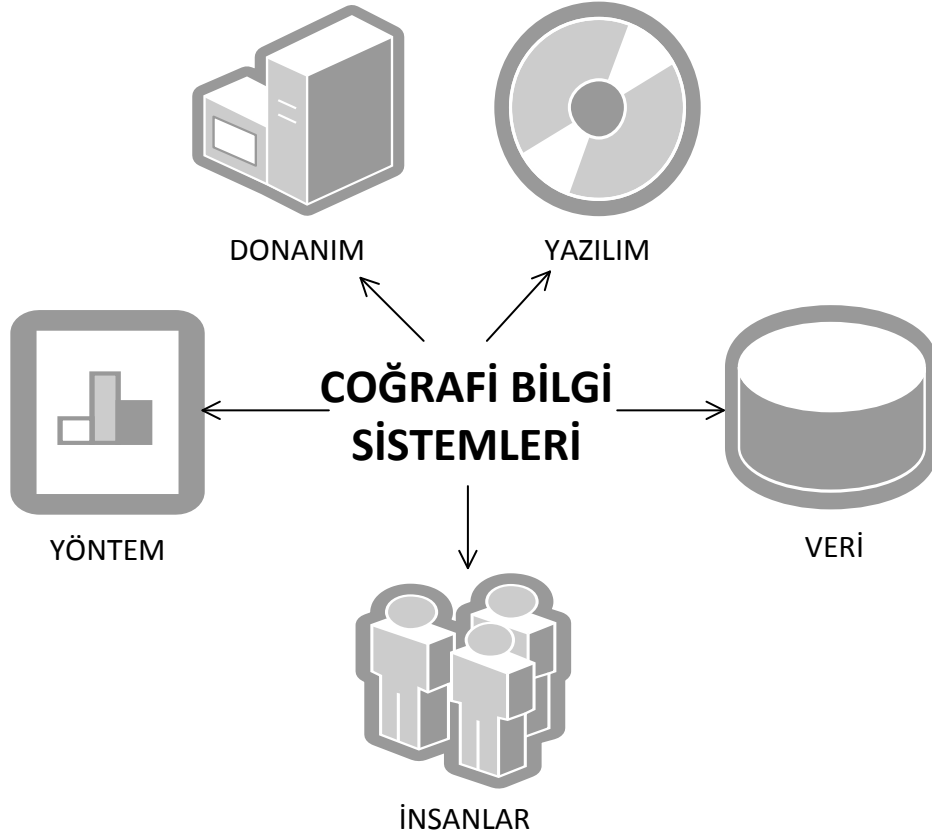 DONANIM
YAZILIM
COĞRAFİ BİLGİ
SİSTEMLERİ
YÖNTEM
VERİ
İNSANLAR